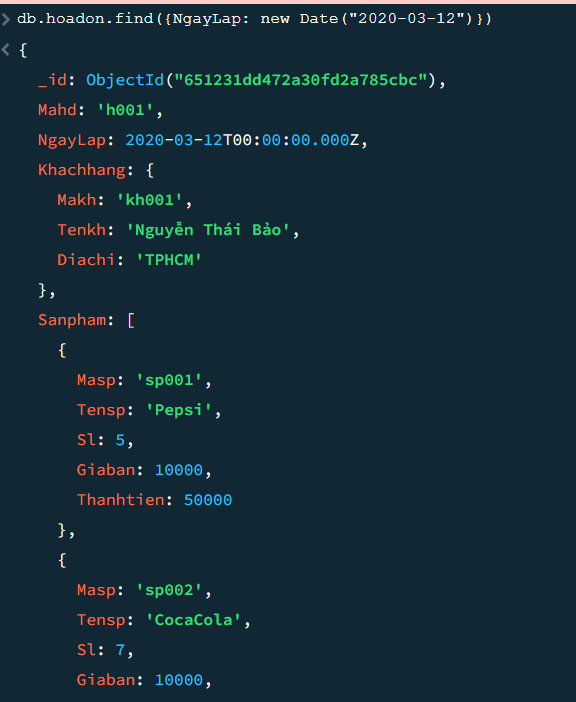 db.hoadon.find({NgayLap: new Date("2020-03-12")})
{
_id: ObjectId("651231dd472a30fd2a785cbc"),
Mahd: 'h001',
NgayLap: 2020-03-12T00:00:00.000Z,
Khachhang: {
Makh: 'kh001',
Tenkh: 'Nguyễn Thái Bảo',
Diachi: 'TPHCM'
},
Sanpham: [
{
Masp: 'sp001',
Tensp: 'Pepsi',
Sl: 5,
Giaban: 10000,
Thanhtien: 50000
},
{
Masp: 'sp002',
Tensp: 'CocaCola',
Sl: 7,
Giaban: 10000,